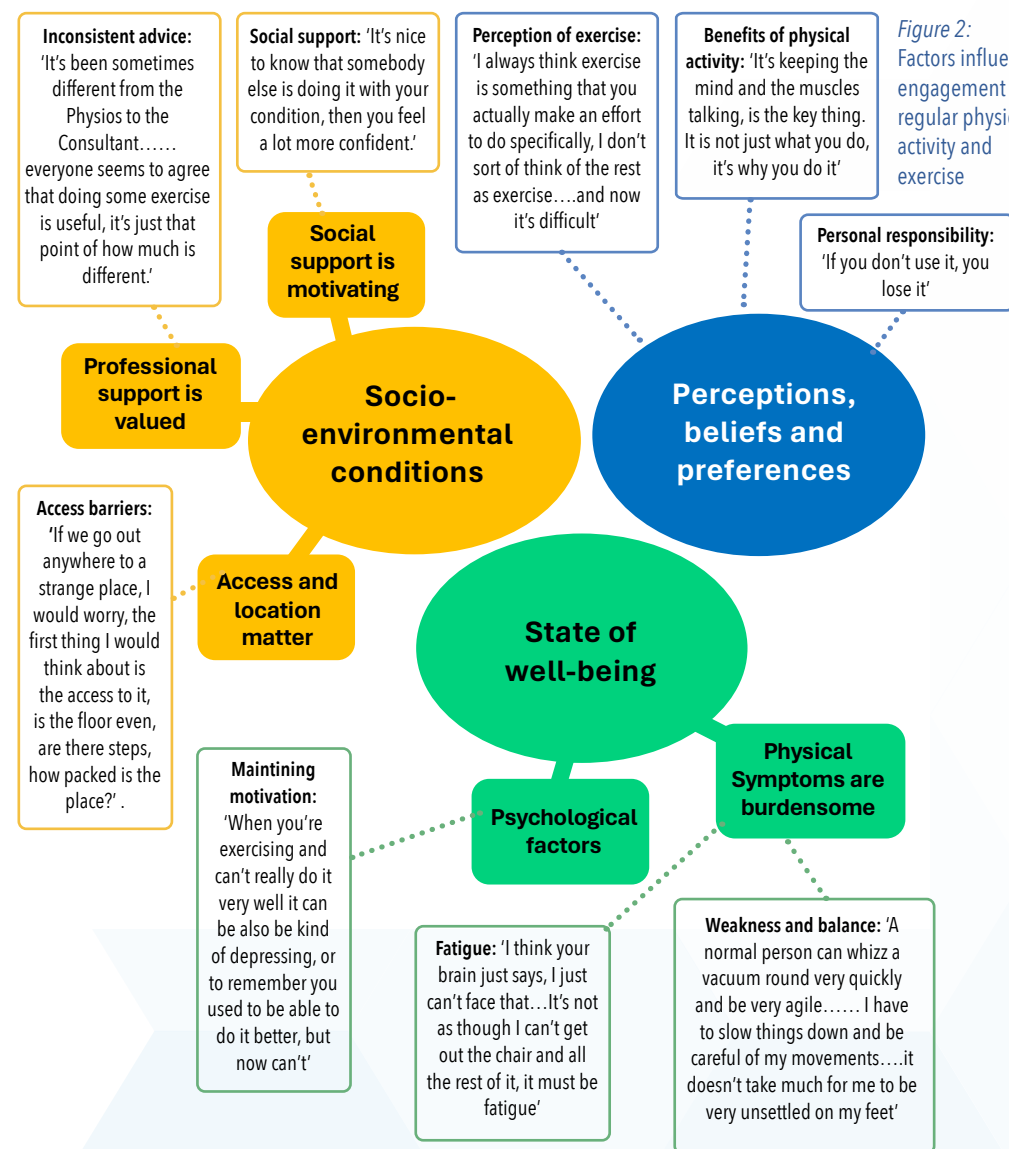 Inconsistent advice:
'It's been sometimes
different from the
Physios to the
Consultant……
everyone seems to agree
that doing some exercise
is useful, it's just that
point of how much is
different.'
Social support: 'It's nice
to know that somebody
else is doing it with your
condition, then you feel
a lot more confident.'
Perception of exercise:
'I always think exercise
is something that you
actually make an effort
to do specifically, I don't
sort of think of the rest
as exercise….and now
it's difficult'
Benefits of physical
activity: 'It's keeping the
mind and the muscles
talking, is the key thing.
It is not just what you do,
it's why you do it'
Figure 2:
Factors influe
engagement
regular physi
activity and
exercise
Personal responsibility:
'If you don't use it, you
lose it'
Social
support is
motivating
Professional
support is
valued
Socio-
environmental
conditions
Perceptions,
beliefs and
preferences
Access barriers:
'If we go out
anywhere to a
strange place, I
would worry, the
first thing I would
think about is
the access to it,
is the floor even,
are there steps,
how packed is the
place?' .
Access and
location
matter
State of
well-being
Maintining
motivation:
'When you're
exercising and
can't really do it
very well it can
be also be kind
of depressing, or
to remember you
used to be able to
do it better, but
now can't'
Psychological
factors
Physical
Symptoms are
burdensome
Fatigue: 'I think your
brain just says, I just
can't face that…It's not
as though I can't get
out the chair and all
the rest of it, it must be
fatigue'
Weakness and balance: 'A
normal person can whizz a
vacuum round very quickly
and be very agile…… I have
to slow things down and be
careful of my movements….it
doesn't take much for me to be
very unsettled on my feet'